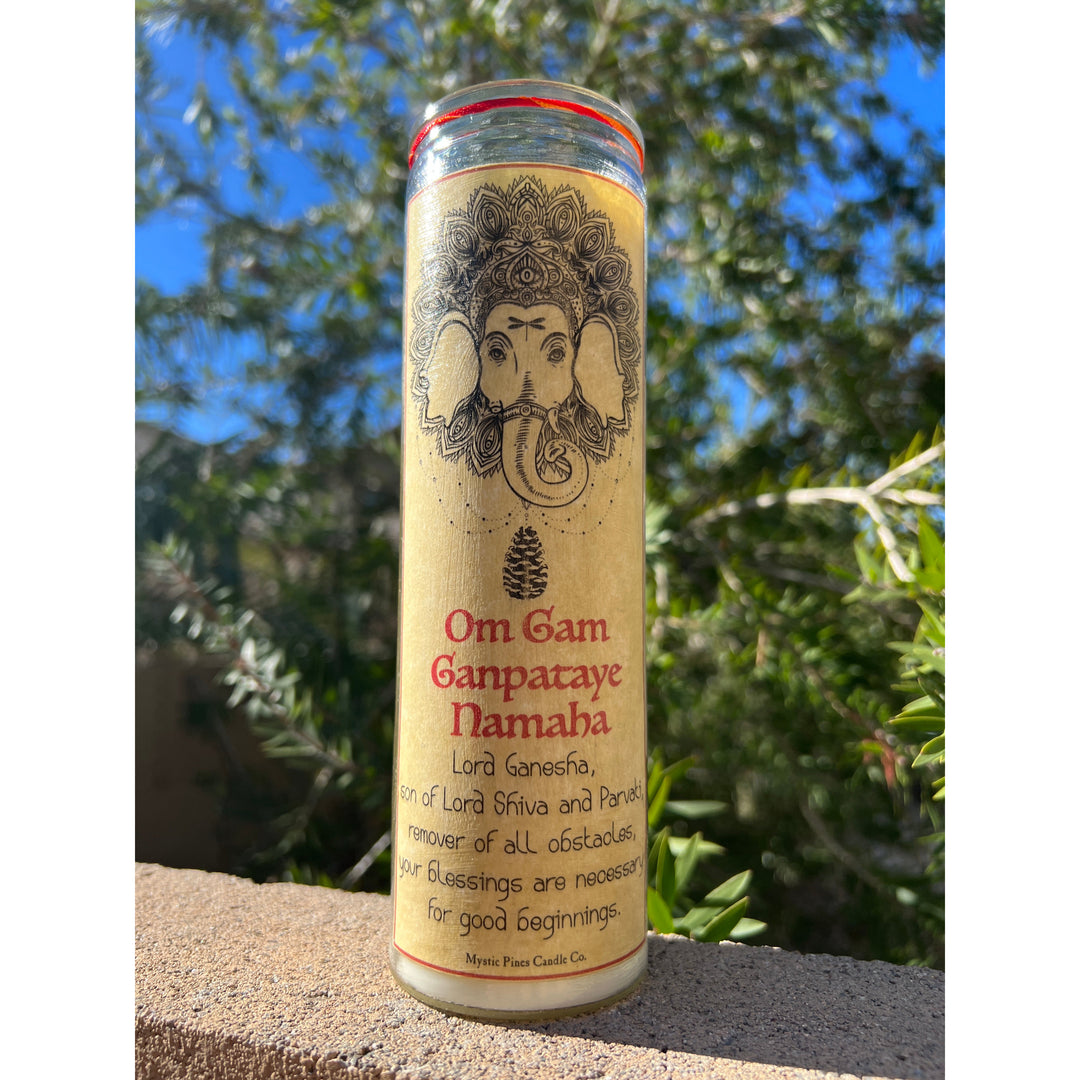 Om Gam
Ganpataye
Namaha
Lord Ganesha,
son of Lord Shiva and Parvati,
remover of all obstacles,
your blessings are necessary
for good beginnings.
Mystic Pines Candle Co.